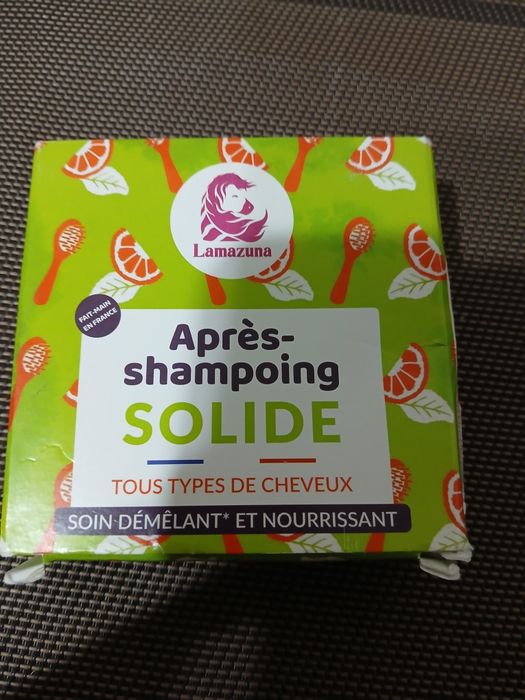 Lamazuna
FAIT-MAIN
EN FRANCE
Après-
shampoing
SOLIDE
TOUS TYPES DE CHEVEUX
SOIN DÉMÊLANT* ET NOURRISSANT